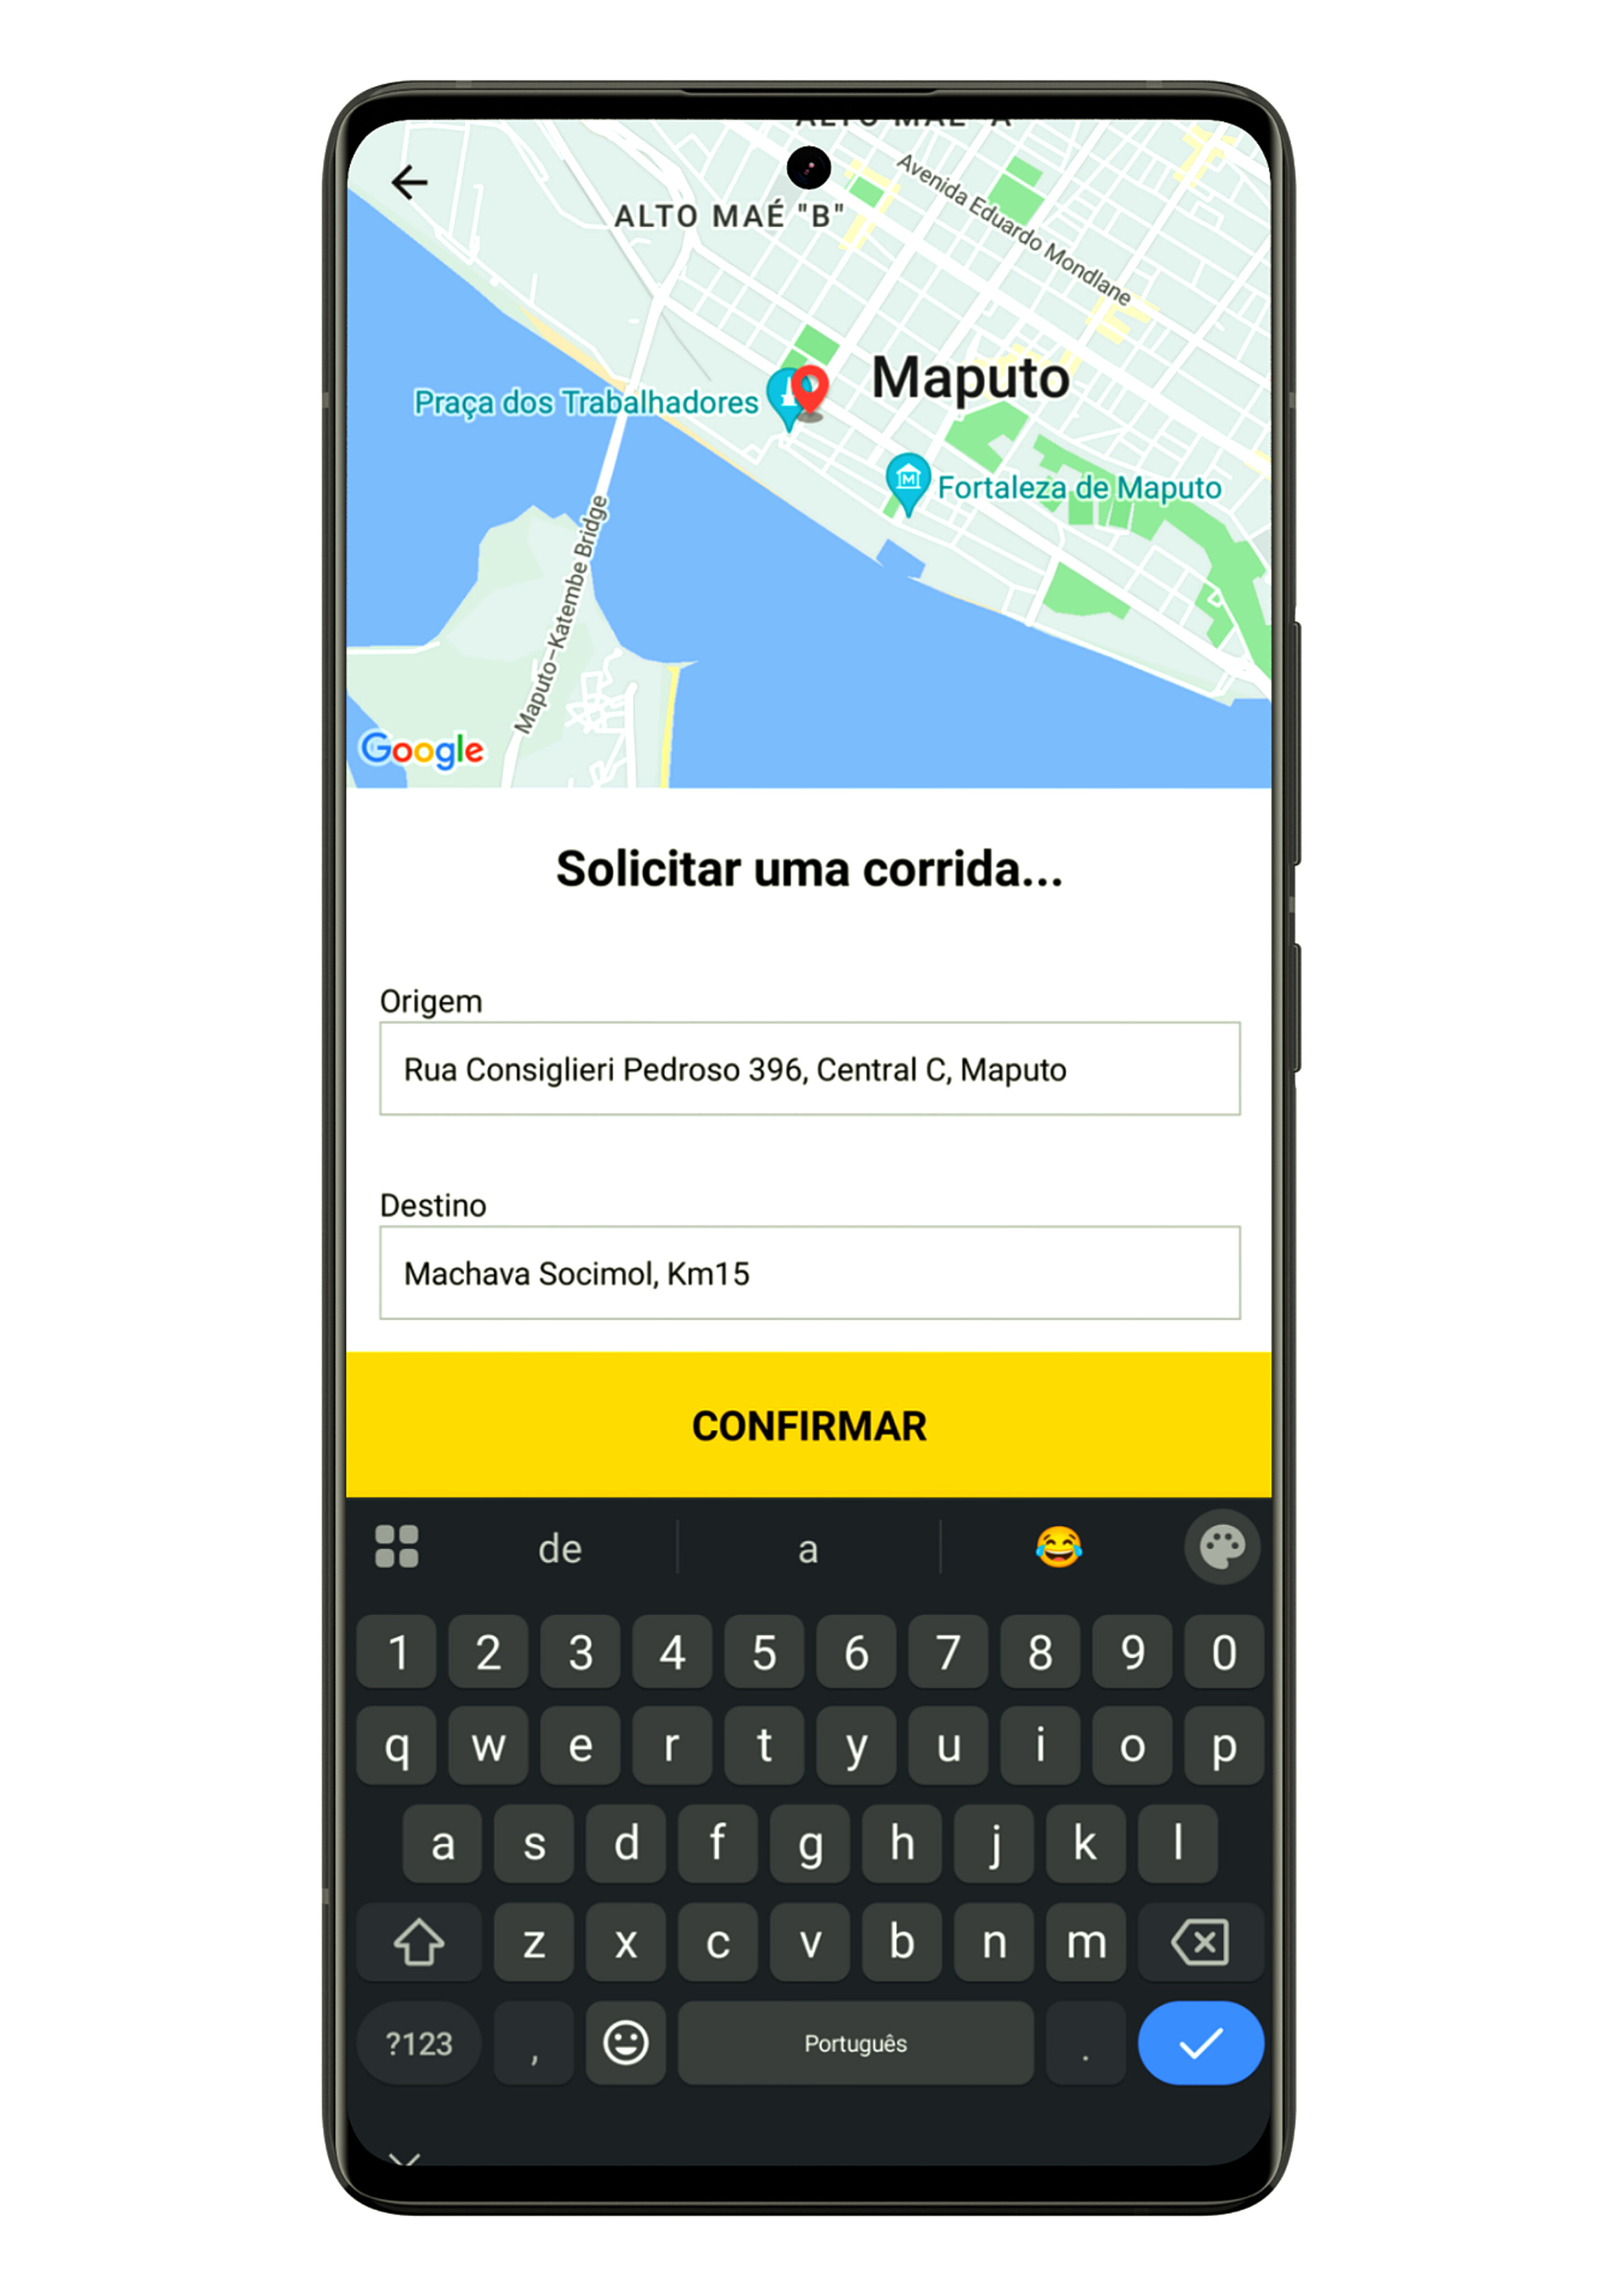 ALTO MAÉ "A"
Avenida Eduardo Mondlane
ALTO MAÉ "B"
Maputo
Praça dos Trabalhadores
Fortaleza de Maputo
Maputo–Katembe Bridge
Google
Solicitar uma corrida...
Origem
Rua Consiglieri Pedroso 396, Central C, Maputo
Destino
Machava Socimol, Km15
CONFIRMAR
de a 😂
1 2 3 4 5 6 7 8 9 0
q w e r t y u i o p
a s d f g h j k l
z x c v b n m
?123 , Português .